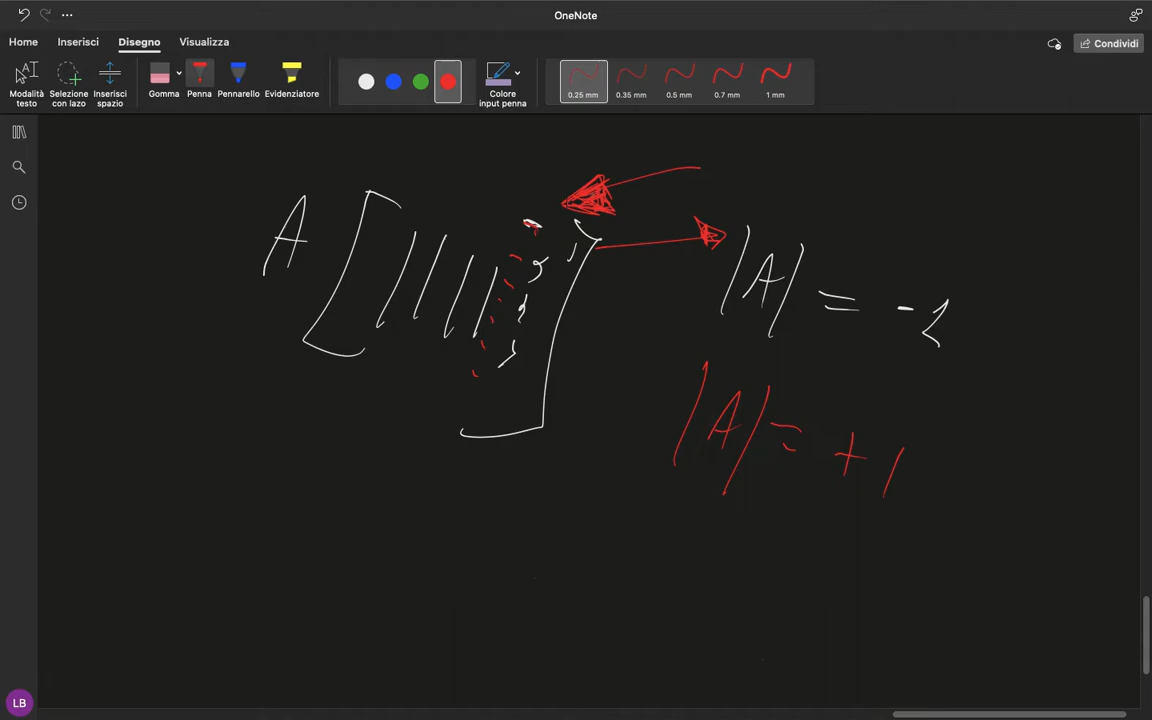 OneNote
Home Inserisci Disegno Visualizza
Condividi
Modalità testo
Selezione con lazo
Inserisci spazio
Gomma
Penna
Pennarello
Evidenziatore
Colore input penna
0.25 mm
0.35 mm
0.5 mm
0.7 mm
1 mm
A
|A| = -2
|A| = +1
LB